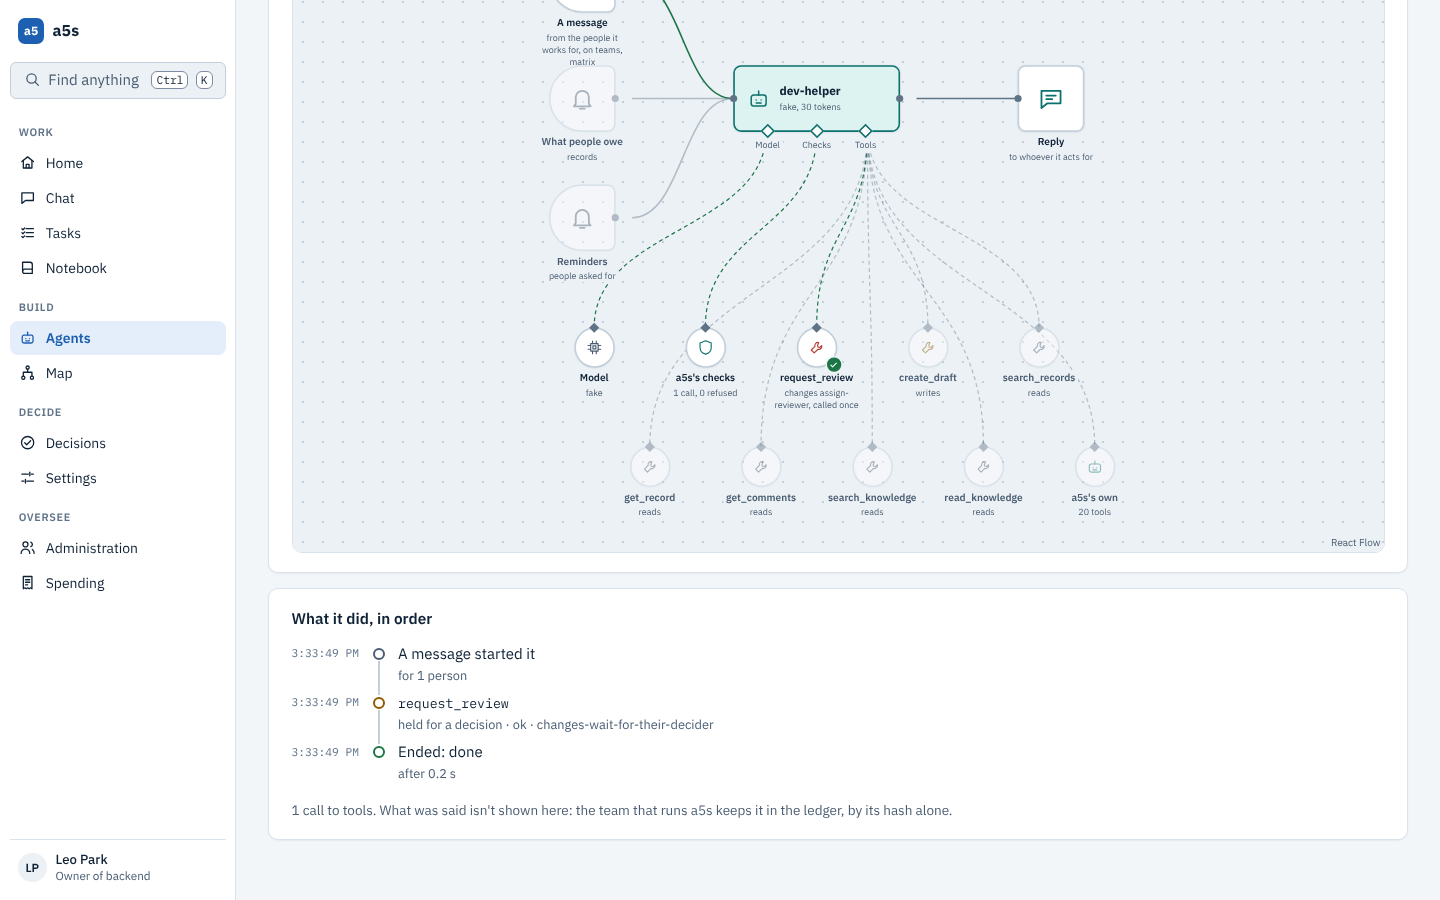 a5 a5s
Find anything Ctrl K
WORK
Home
Chat
Tasks
Notebook
BUILD
Agents
Map
DECIDE
Decisions
Settings
OVERSEE
Administration
Spending
LP
Leo Park
Owner of backend
A message
from the people it
works for, on teams,
matrix
What people owe
records
Reminders
people asked for
dev-helper
fake, 30 tokens
Model
Checks
Tools
Reply
to whoever it acts for
Model
fake
a5s's checks
1 call, 0 refused
request_review
changes assign-
reviewer, called once
create_draft
writes
search_records
reads
get_record
reads
get_comments
reads
search_knowledge
reads
read_knowledge
reads
a5s's own
20 tools
React Flow
What it did, in order
3:33:49 PM A message started it
for 1 person
3:33:49 PM request_review
held for a decision · ok · changes-wait-for-their-decider
3:33:49 PM Ended: done
after 0.2 s
1 call to tools. What was said isn't shown here: the team that runs a5s keeps it in the ledger, by its hash alone.